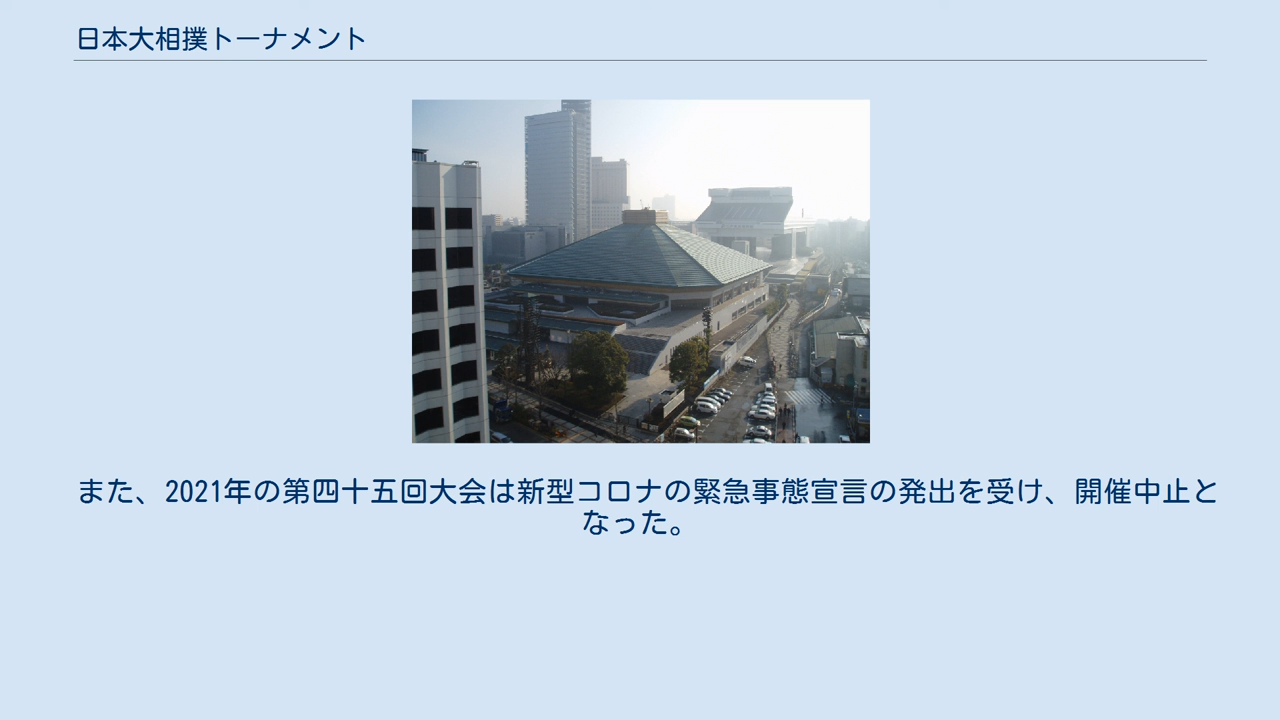 日本大相撲トーナメント
また、2021年の第四十五回大会は新型コロナの緊急事態宣言の発出を受け、開催中止と
なった。